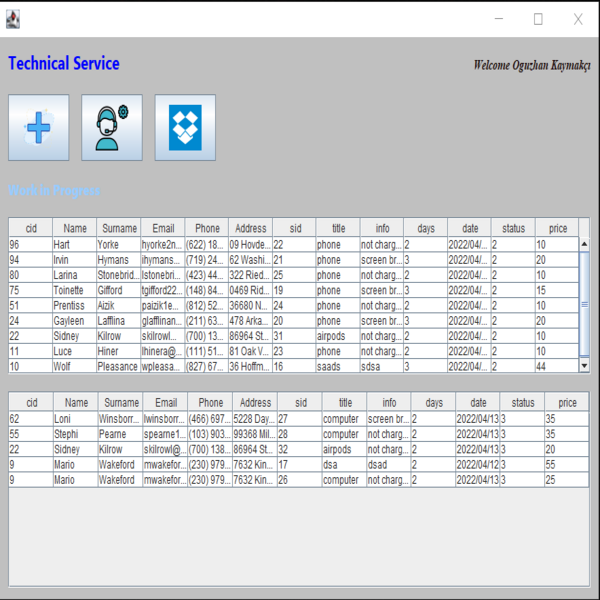 Technical Service
Welcome Oguzhan Kaymakçı
Work In Progress
cid Name Surname Email Phone Address sid title info days date status price
96 Hart Yorke hyorke2n... (622) 18... 09 Hovde... 22 phone not charg... 2 2022/04/... 2 10
94 Irvin Hymans ihymans... (719) 24... 62 Washi... 21 phone screen br... 3 2022/04/... 2 20
80 Larina Stonebrid... lstonebri... (423) 44... 322 Ried... 25 phone not charg... 2 2022/04/... 2 10
75 Toinette Gifford tgifford22... (148) 84... 0469 Rid... 19 phone screen br... 3 2022/04/... 2 15
51 Prentiss Aizik paizik1e... (812) 52... 36680 N... 24 phone not charg... 2 2022/04/... 2 10
24 Gayleen Lafflina glafflinan... (211) 63... 478 Arka... 20 phone screen br... 3 2022/04/... 2 20
22 Sidney Kilrow skilrowl... (700) 13... 86964 St... 31 airpods not charg... 2 2022/04/... 2 10
11 Luce Hiner lhinera@... (111) 51... 81 Oak V... 23 phone not charg... 2 2022/04/... 2 10
10 Wolf Pleasance wpleasa... (827) 67... 36 Hoffm... 16 saads sdsa 3 2022/04/... 2 44
cid Name Surname Email Phone Address sid title info days date status price
62 Loni Winsborr... lwinsborr... (466) 697... 5228 Day... 27 computer screen br... 2 2022/04/13 3 35
55 Stephi Pearne spearne1... (103) 903... 99368 Mil... 28 computer not charg... 2 2022/04/13 3 35
22 Sidney Kilrow skilrowl@... (700) 138... 86964 St... 32 airpods not charg... 2 2022/04/13 3 20
9 Mario Wakeford mwakefor... (230) 979... 7632 Kin... 17 dsa dsad 2 2022/04/12 3 55
9 Mario Wakeford mwakefor... (230) 979... 7632 Kin... 26 computer not charg... 2 2022/04/13 3 25